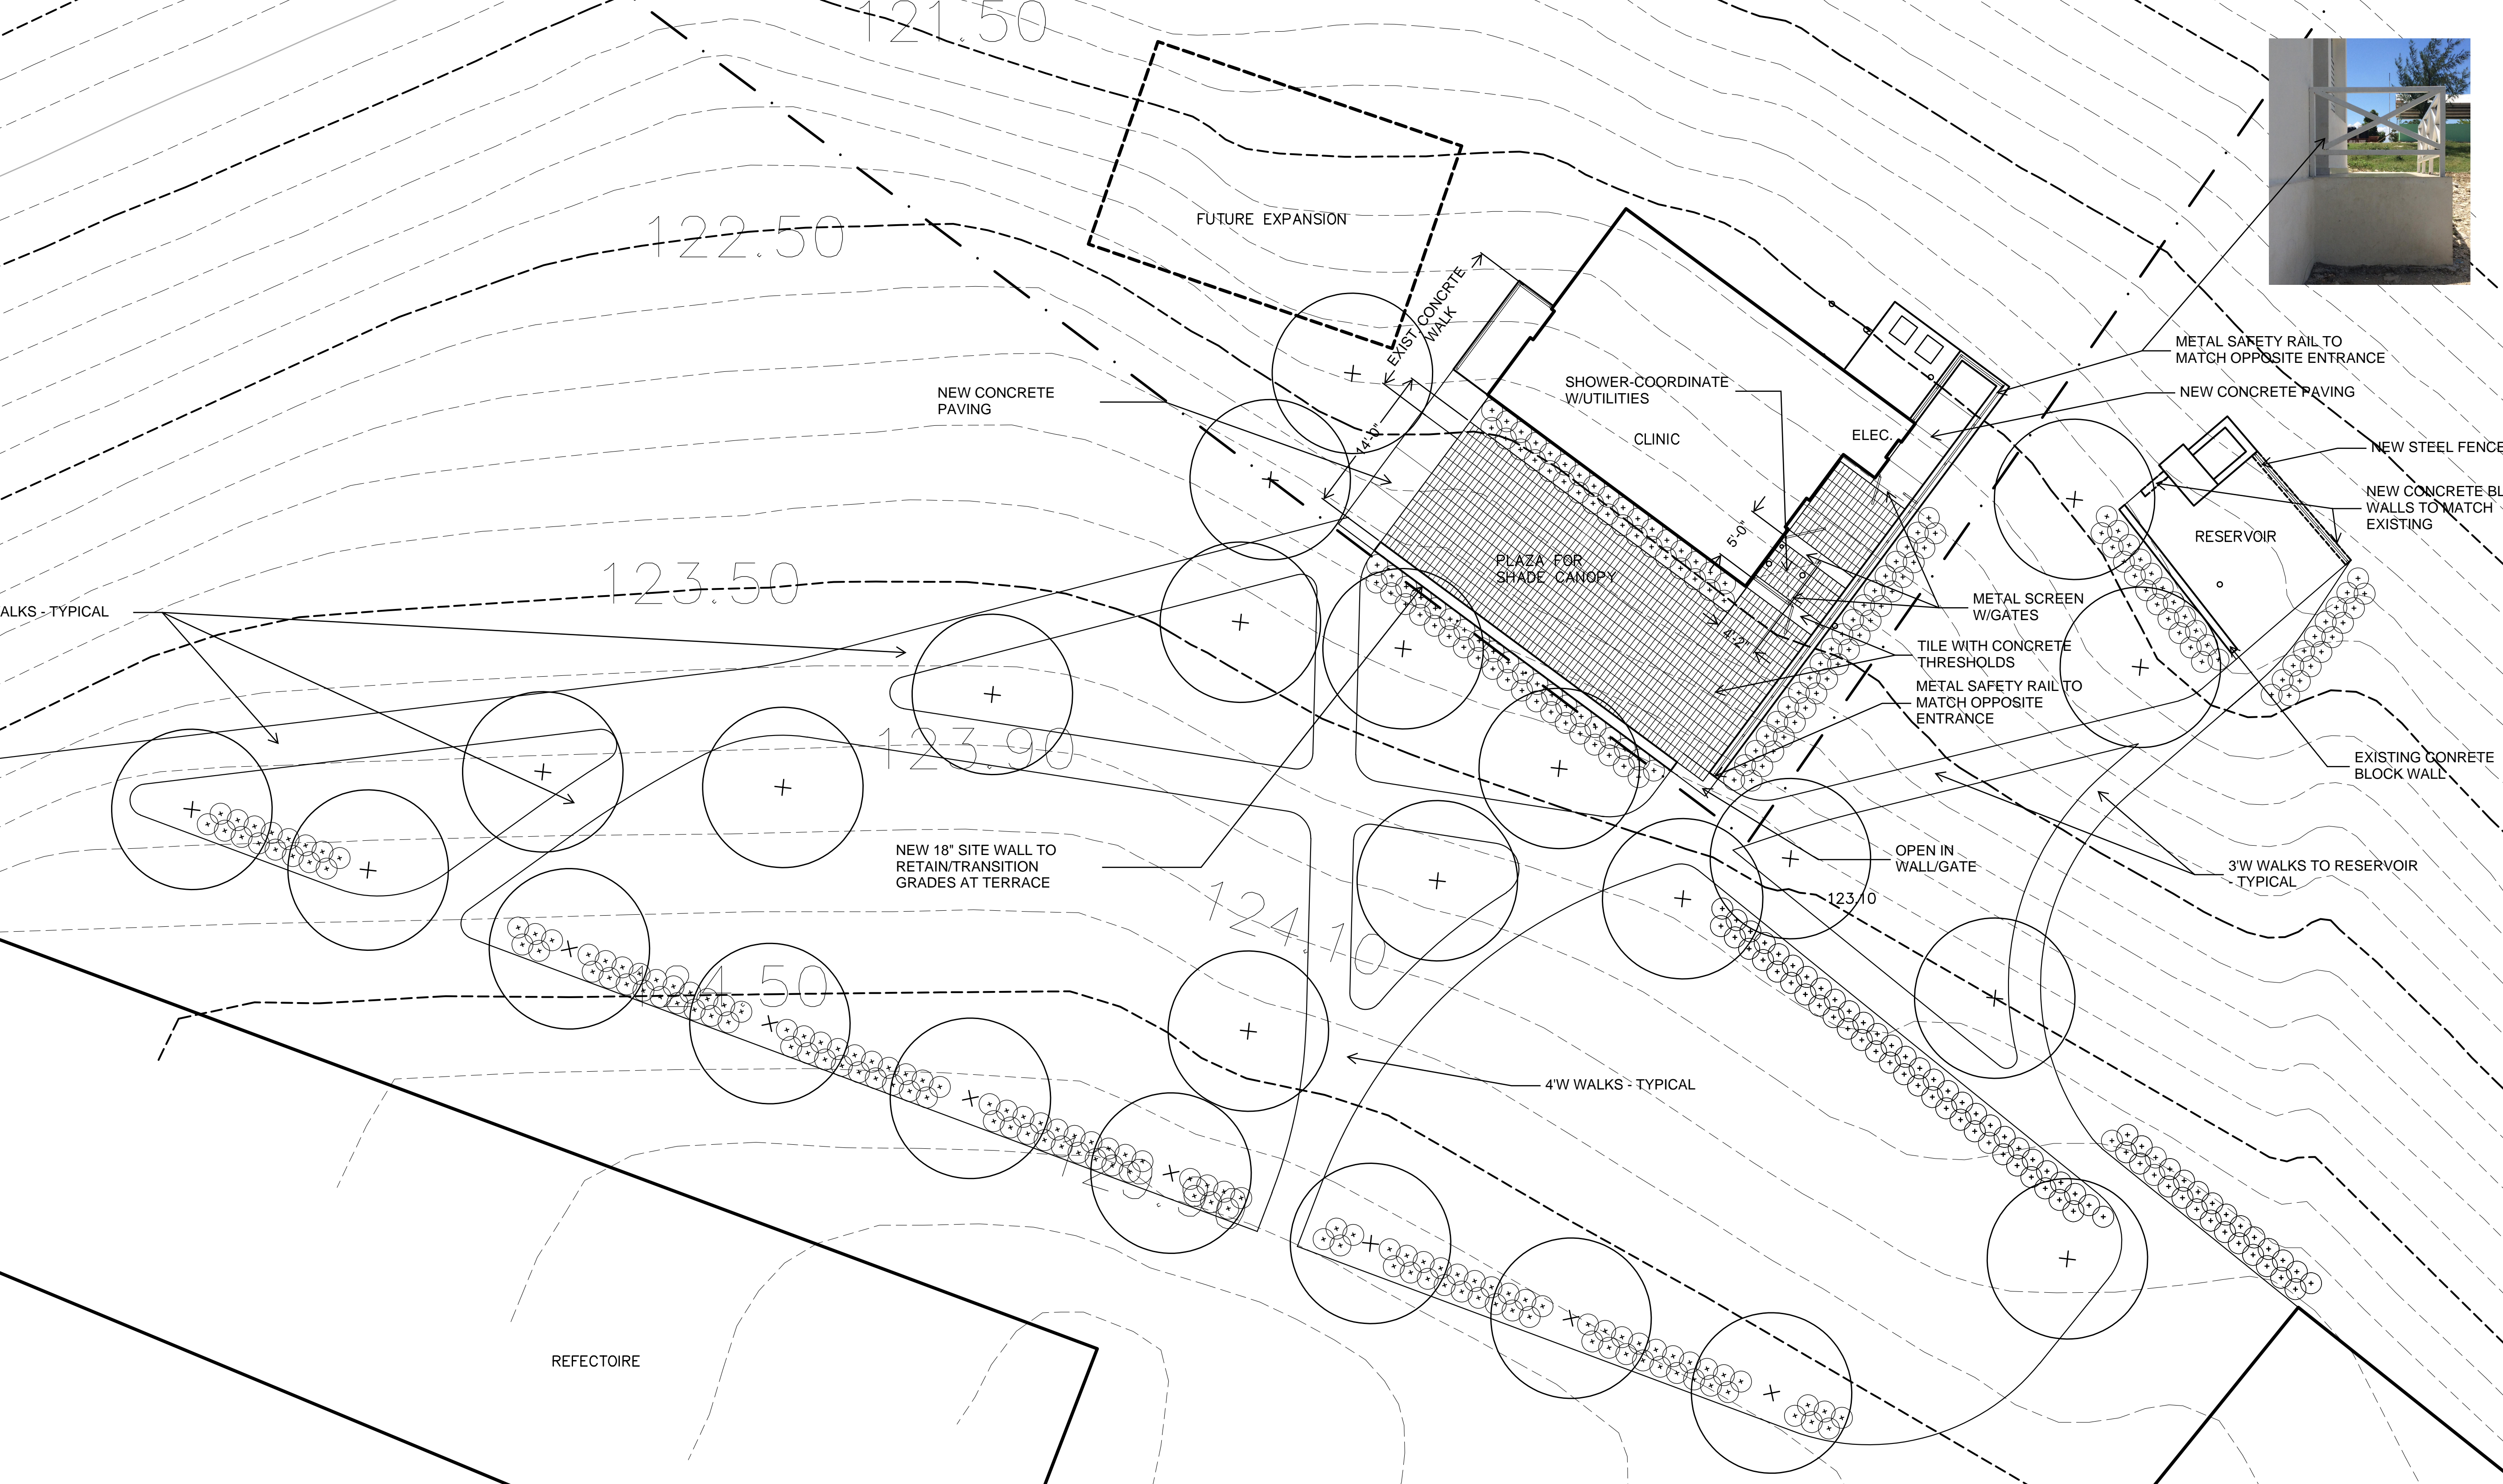 121.50
122.50
FUTURE EXPANSION
EXIST. CONCRTE
WALK
METAL SAFETY RAIL TO
MATCH OPPOSITE ENTRANCE
NEW CONCRETE PAVING
NEW CONCRETE
PAVING
SHOWER-COORDINATE
W/UTILITIES
14'-0"
CLINIC
ELEC.
NEW STEEL FENCE
NEW CONCRETE BL
WALLS TO MATCH
EXISTING
RESERVOIR
5'-0"
PLAZA FOR
SHADE CANOPY
123.50
ALKS - TYPICAL
METAL SCREEN
W/GATES
4'-2"
TILE WITH CONCRETE
THRESHOLDS
METAL SAFETY RAIL TO
MATCH OPPOSITE
ENTRANCE
123.90
EXISTING CONRETE
BLOCK WALL
NEW 18" SITE WALL TO
RETAIN/TRANSITION
GRADES AT TERRACE
OPEN IN
WALL/GATE
3'W WALKS TO RESERVOIR
- TYPICAL
123.10
124.10
124.50
4'W WALKS - TYPICAL
REFECTOIRE